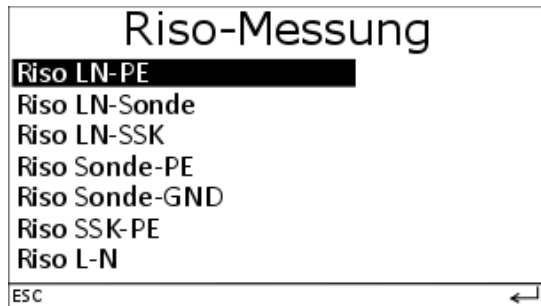 Riso-Messung
Riso LN-PE
Riso LN-Sonde
Riso LN-SSK
Riso Sonde-PE
Riso Sonde-GND
Riso SSK-PE
Riso L-N
ESC